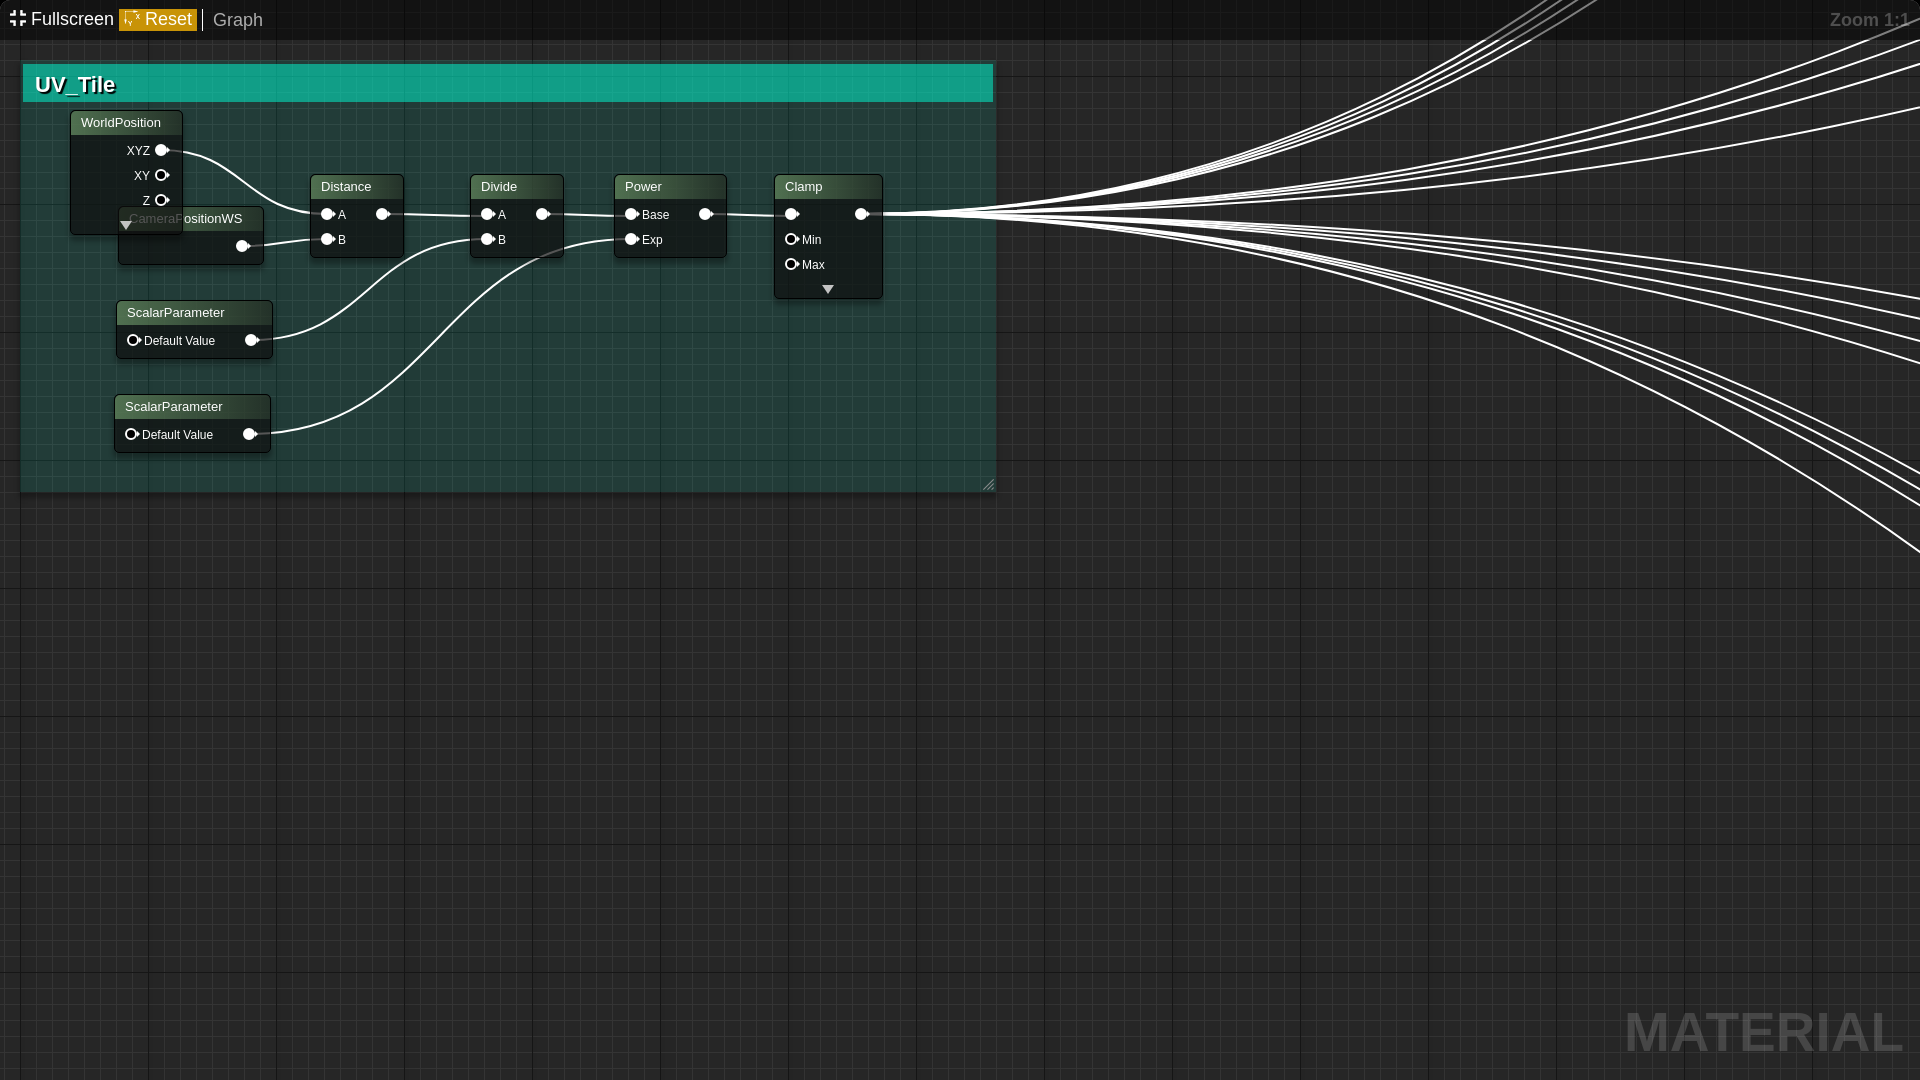 Fullscreen Reset Graph Zoom 1:1
UV_Tile
WorldPosition
XYZ
XY
Z
CameraPositionWS
Distance
A
B
Divide
A
B
Power
Base
Exp
Clamp
Min
Max
ScalarParameter
Default Value
ScalarParameter
Default Value
MATERIAL